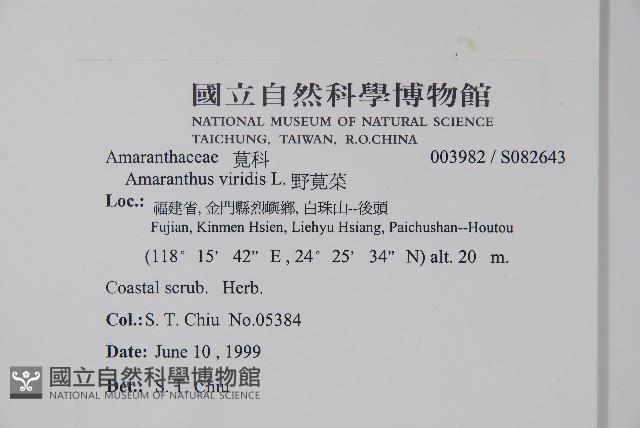 國立自然科學博物館
NATIONAL MUSEUM OF NATURAL SCIENCE
TAICHUNG, TAIWAN, R.O.CHINA
Amaranthaceae 莧科 003982 / S082643
Amaranthus viridis L. 野莧菜
Loc.: 福建省, 金門縣烈嶼鄉, 白珠山--後頭
Fujian, Kinmen Hsien, Liehyu Hsiang, Paichushan--Houtou
(118° 15' 42" E , 24° 25' 34" N) alt. 20 m.
Coastal scrub. Herb.
Col.: S. T. Chiu No.05384
Date: June 10 , 1999
Det.: S. T. Chiu
國立自然科學博物館
NATIONAL MUSEUM OF NATURAL SCIENCE